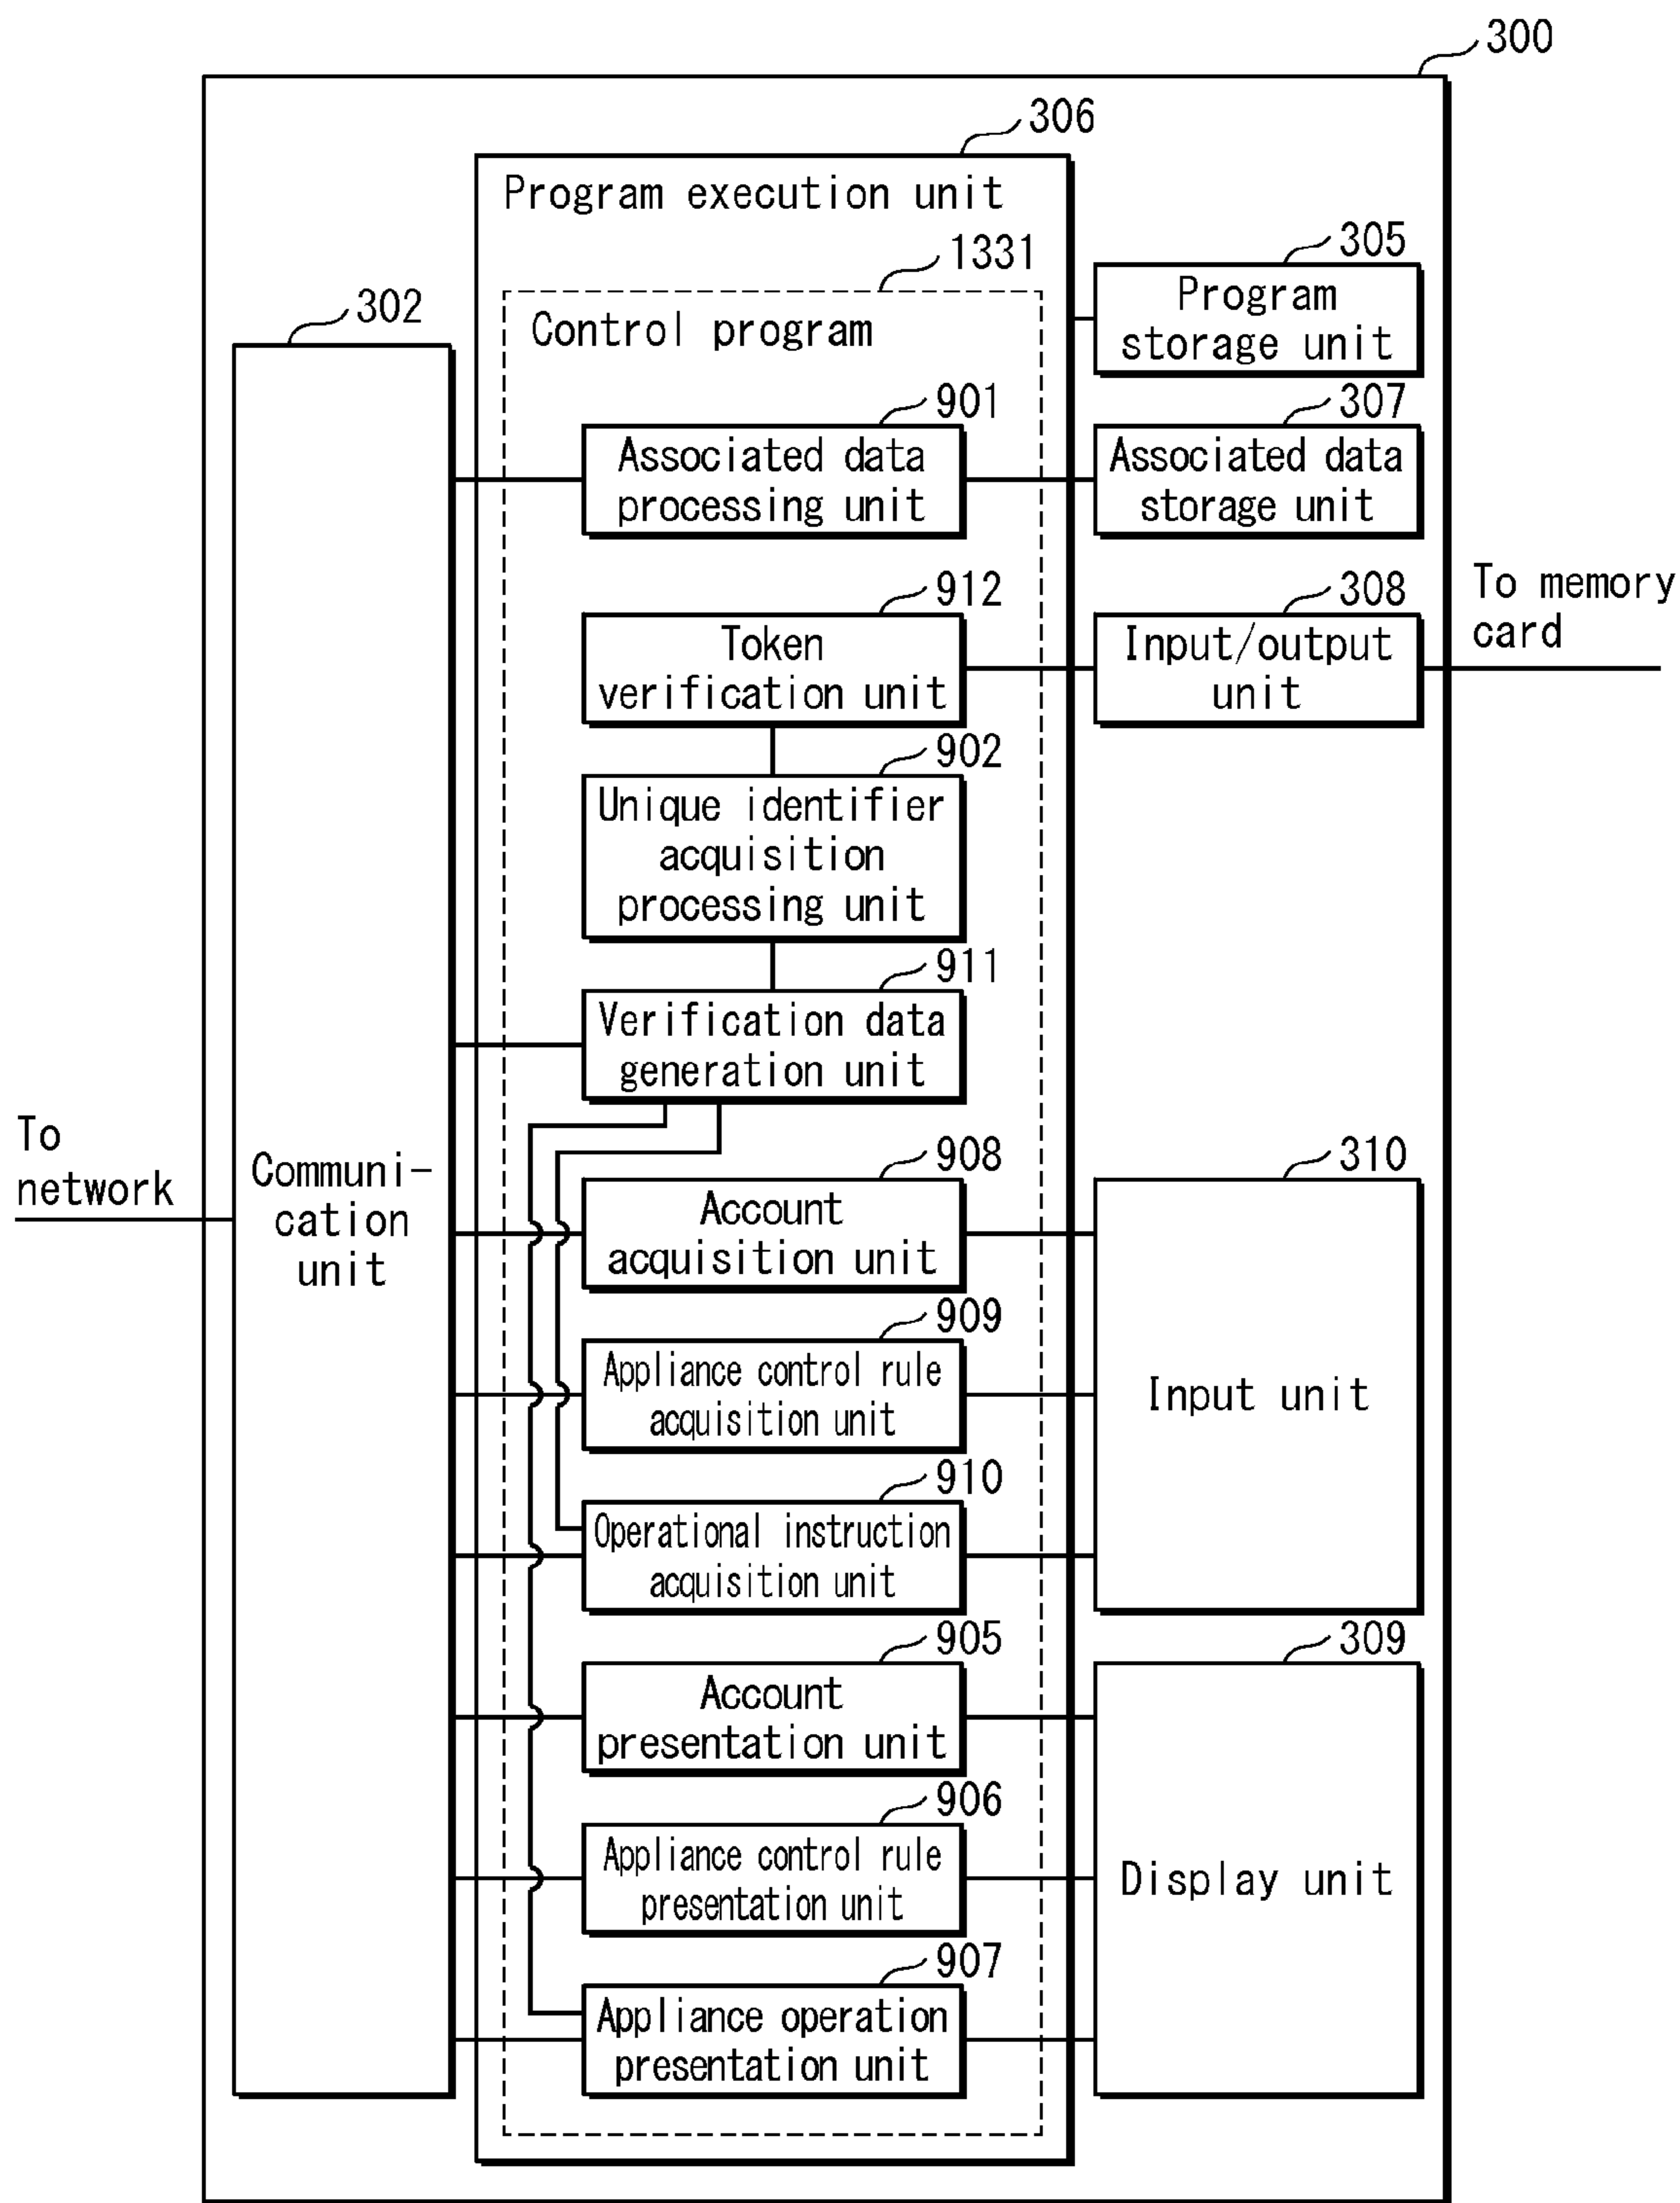 300
306
Program execution unit
1331
305
Program
storage unit
302
Control program
901
307
Associated data
processing unit
Associated data
storage unit
912
308
To memory
card
Token
verification unit
Input/output
unit
902
Unique identifier
acquisition
processing unit
911
Verification data
generation unit
To
network
Communi-
cation
unit
908
310
Account
acquisition unit
909
Appliance control rule
acquisition unit
Input unit
910
Operational instruction
acquisition unit
905
309
Account
presentation unit
906
Appliance control rule
presentation unit
Display unit
907
Appliance operation
presentation unit